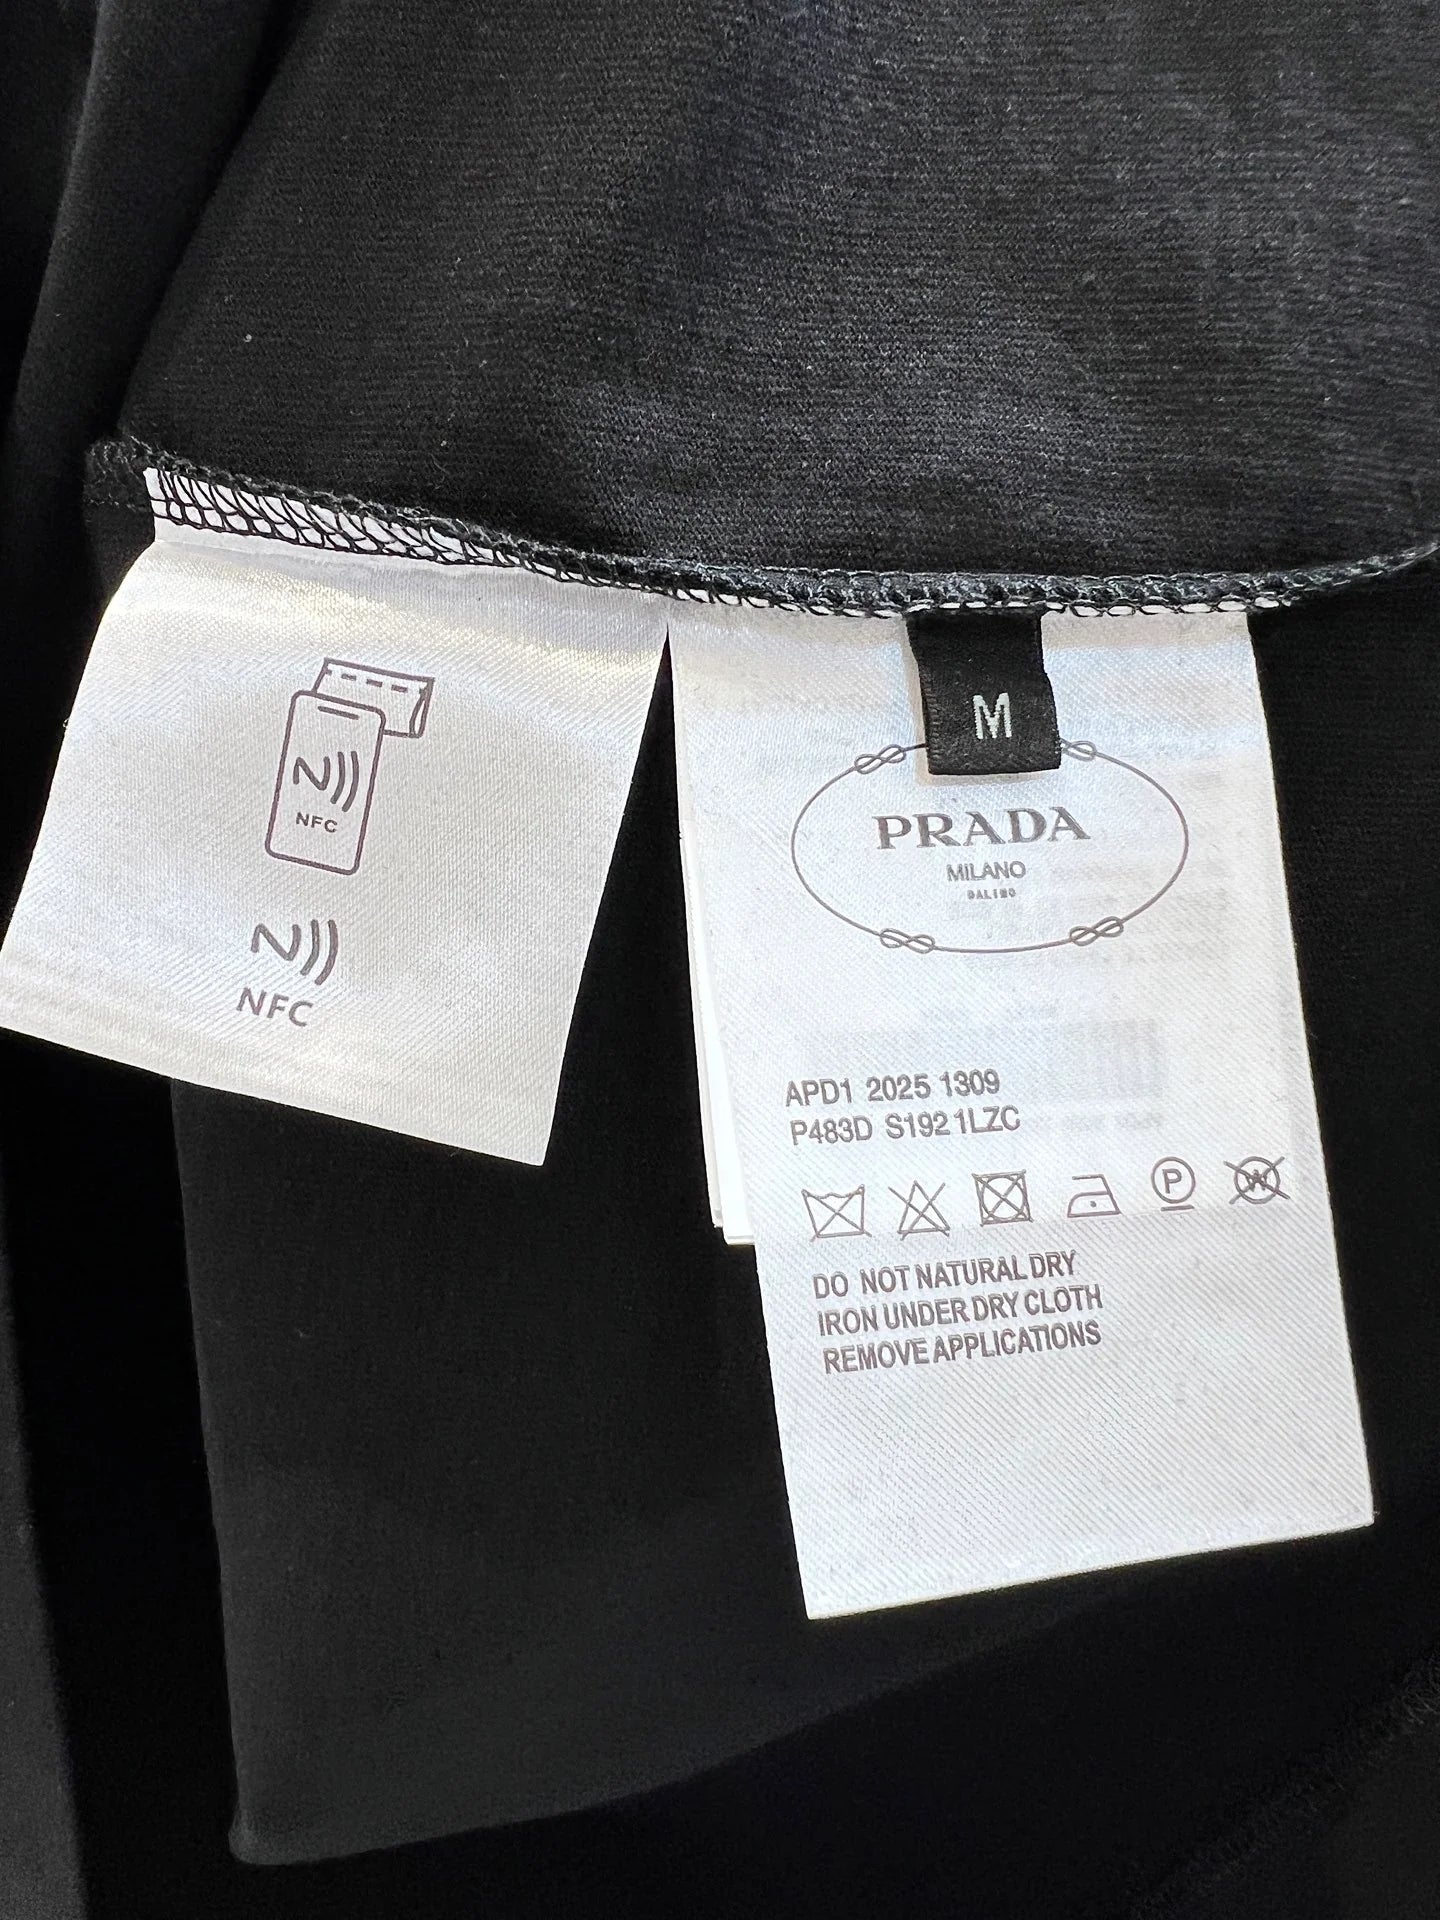 NFC
NFC
M
PRADA
MILANO
DALINO
APD1 2025 1309
P483D S192 1LZC
P
W
DO NOT NATURAL DRY
IRON UNDER DRY CLOTH
REMOVE APPLICATIONS